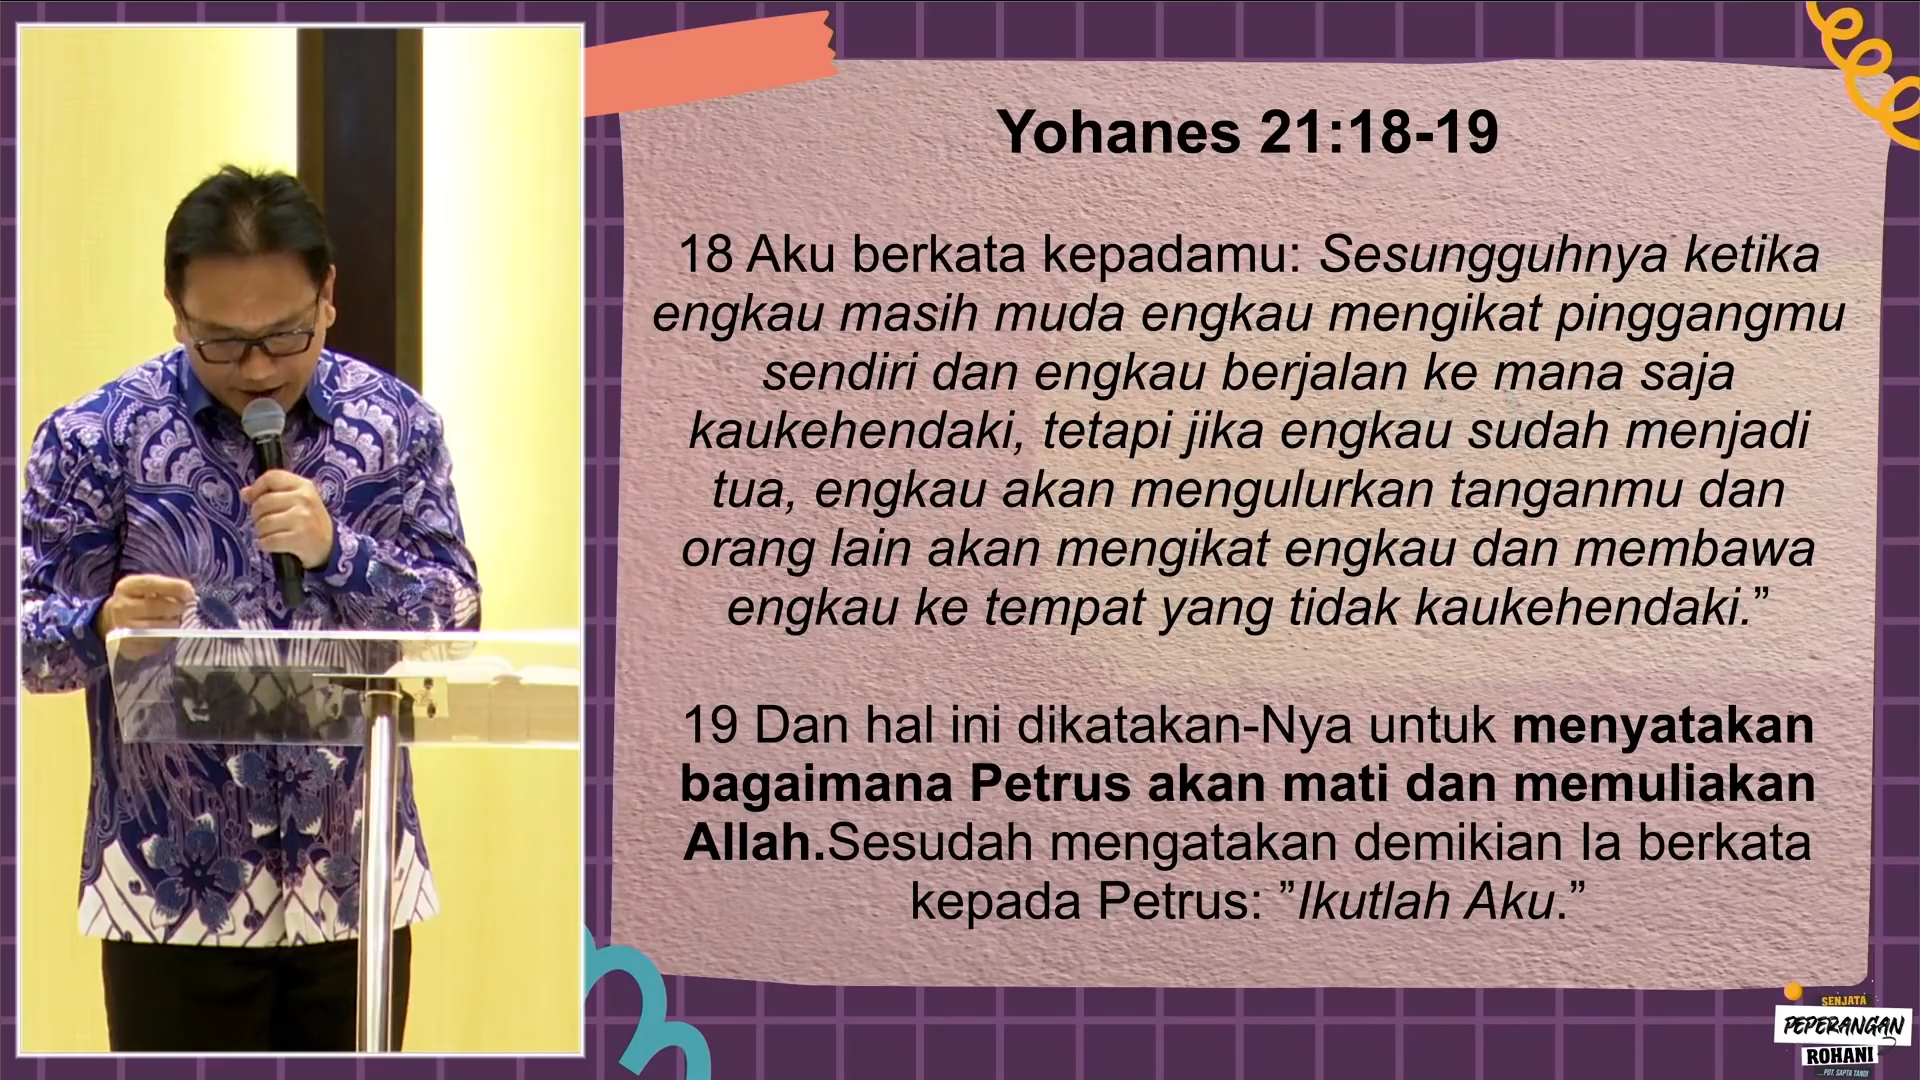 Yohanes 21:18-19
18 Aku berkata kepadamu: Sesungguhnya ketika
engkau masih muda engkau mengikat pinggangmu
sendiri dan engkau berjalan ke mana saja
kaukehendaki, tetapi jika engkau sudah menjadi
tua, engkau akan mengulurkan tanganmu dan
orang lain akan mengikat engkau dan membawa
engkau ke tempat yang tidak kaukehendaki.”
19 Dan hal ini dikatakan-Nya untuk menyatakan
bagaimana Petrus akan mati dan memuliakan
Allah.Sesudah mengatakan demikian Ia berkata
kepada Petrus: ”Ikutlah Aku.”
SENJATA
PEPERANGAN
ROHANI
...PDT. SAPTA TANDI